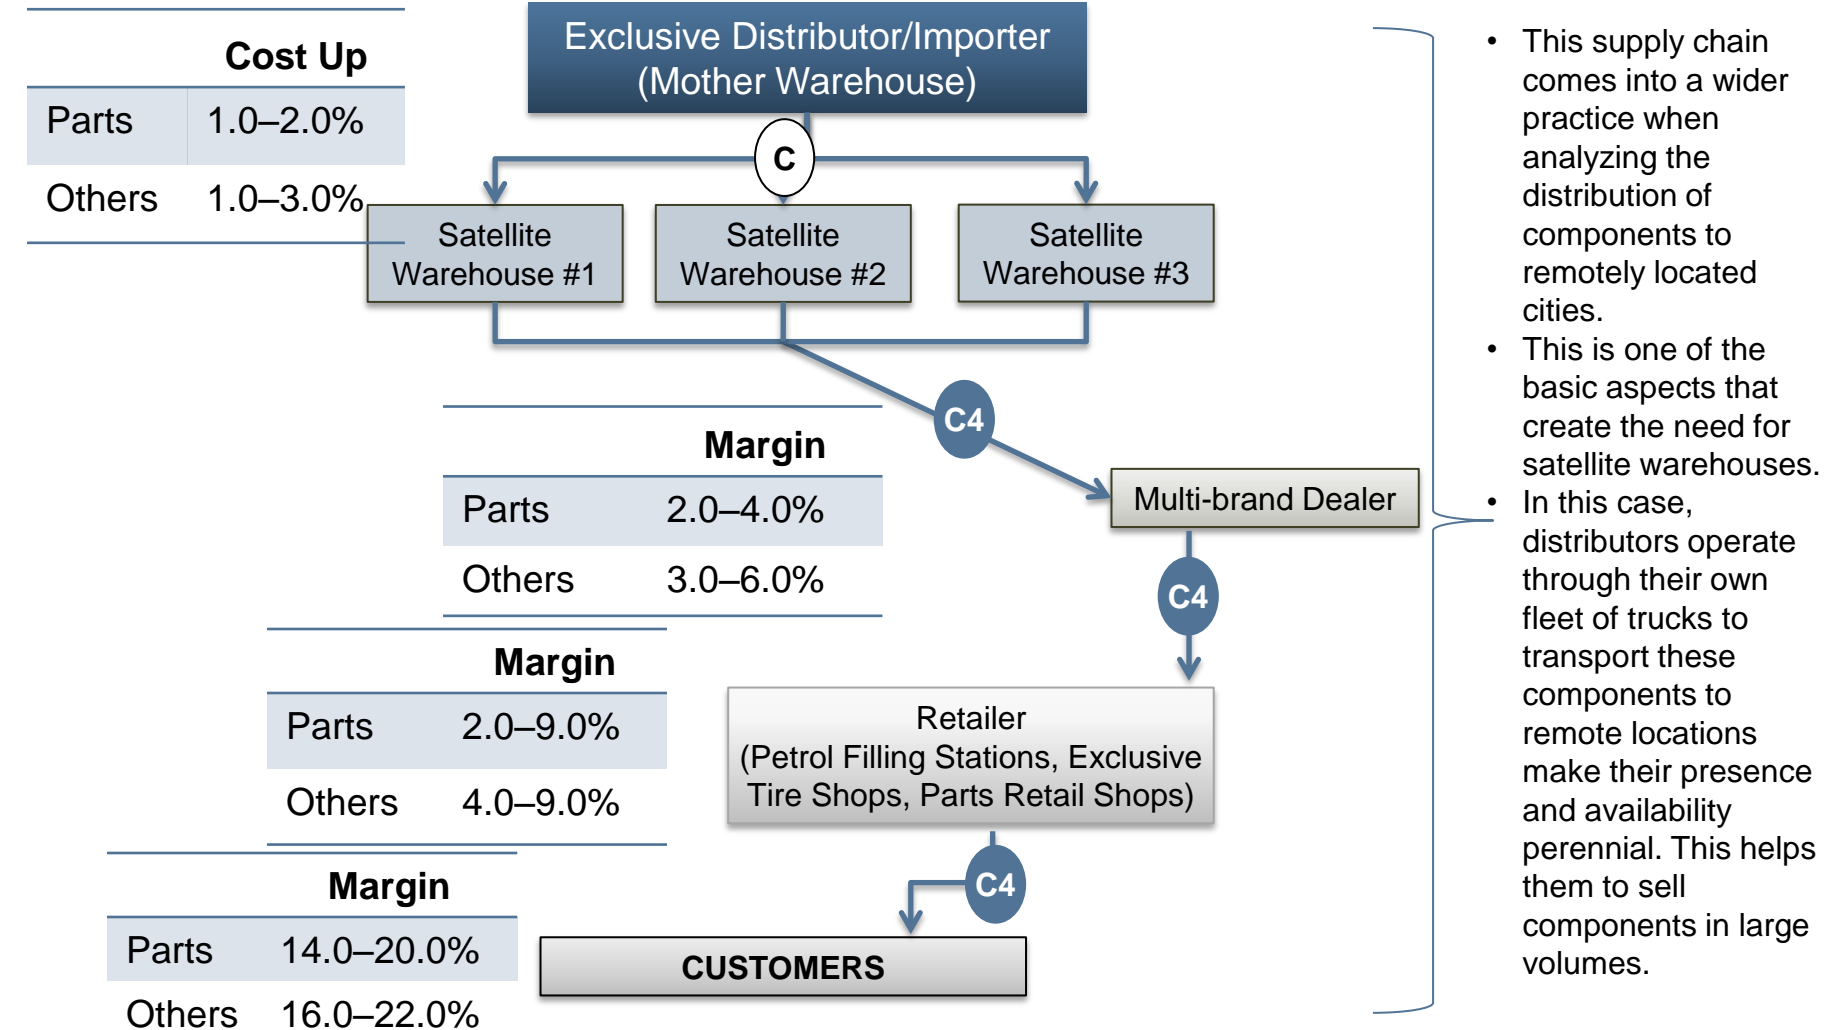 Exclusive Distributor/Importer
(Mother Warehouse)
Cost Up
Parts 1.0–2.0%
Others 1.0–3.0%
C
Satellite
Warehouse #1
Satellite
Warehouse #2
Satellite
Warehouse #3
C4
Margin
Parts 2.0–4.0%
Others 3.0–6.0%
Multi-brand Dealer
C4
Margin
Parts 2.0–9.0%
Others 4.0–9.0%
Retailer
(Petrol Filling Stations, Exclusive
Tire Shops, Parts Retail Shops)
C4
Margin
Parts 14.0–20.0%
Others 16.0–22.0%
CUSTOMERS
• This supply chain
comes into a wider
practice when
analyzing the
distribution of
components to
remotely located
cities.
• This is one of the
basic aspects that
create the need for
satellite warehouses.
• In this case,
distributors operate
through their own
fleet of trucks to
transport these
components to
remote locations
make their presence
and availability
perennial. This helps
them to sell
components in large
volumes.